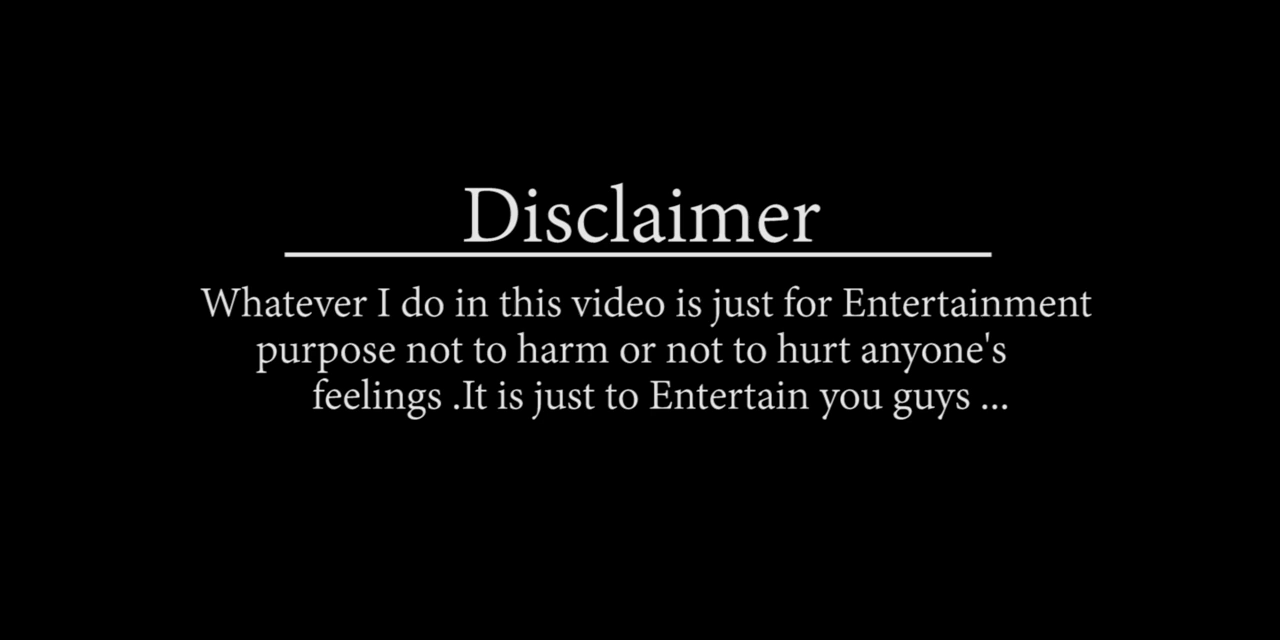 Disclaimer
Whatever I do in this video is just for Entertainment
purpose not to harm or not to hurt anyone's
feelings .It is just to Entertain you guys ...